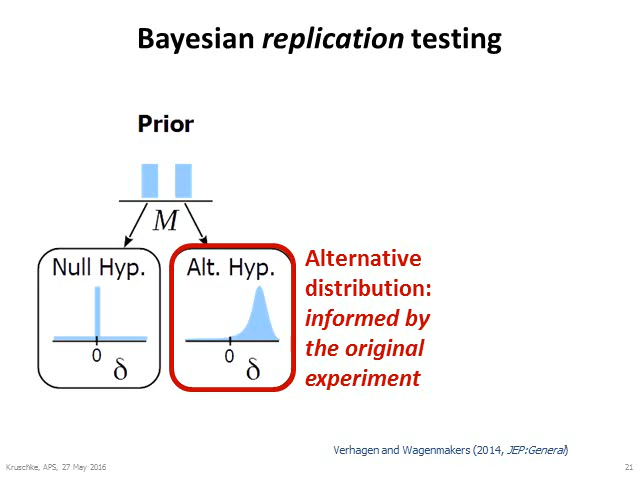 Bayesian replication testing
Prior
M
Null Hyp.
Alt. Hyp.
0
δ
0
δ
Alternative
distribution:
informed by
the original
experiment
Verhagen and Wagenmakers (2014, JEP:General)
Kruschke, APS, 27 May 2016
21